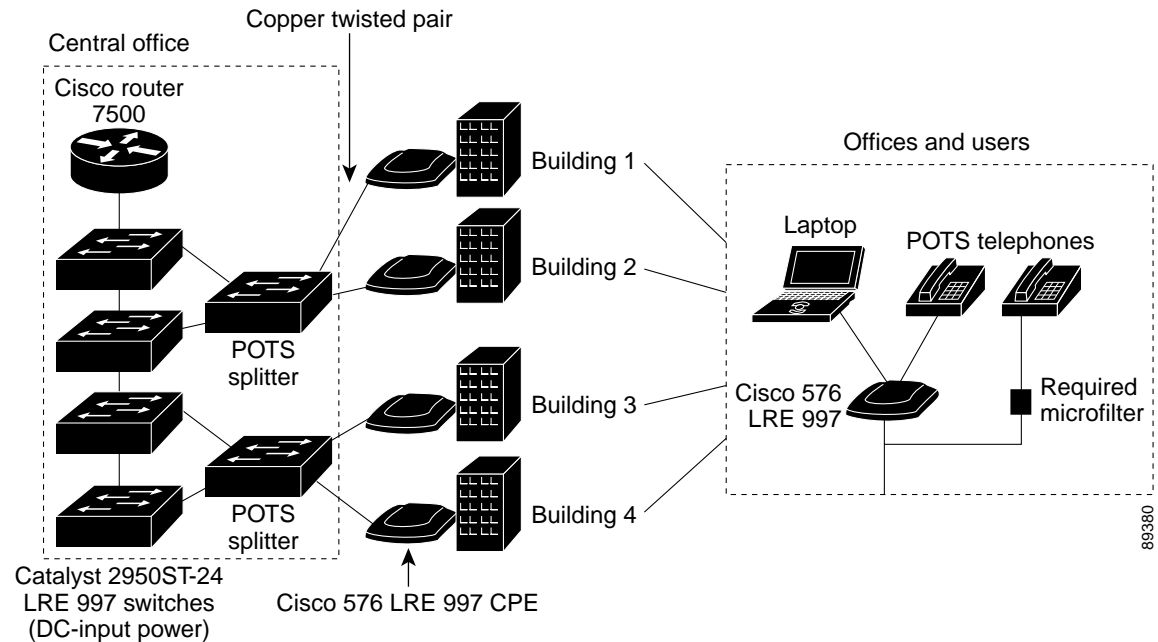 Copper twisted pair
Central office
Cisco router
7500
Building 1
Offices and users
Laptop
POTS telephones
Building 2
POTS
splitter
Building 3
Cisco 576
LRE 997
Required
microfilter
POTS
splitter
Building 4
89380
Catalyst 2950ST-24
LRE 997 switches
(DC-input power)
Cisco 576 LRE 997 CPE